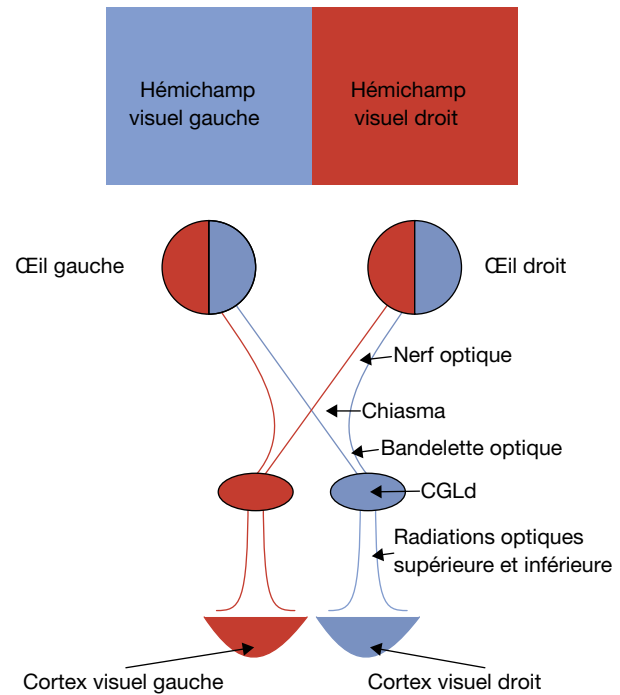 Hémichamp
visuel gauche
Hémichamp
visuel droit
Œil gauche
Œil droit
Nerf optique
Chiasma
Bandelette optique
CGLd
Radiations optiques
supérieure et inférieure
Cortex visuel gauche
Cortex visuel droit